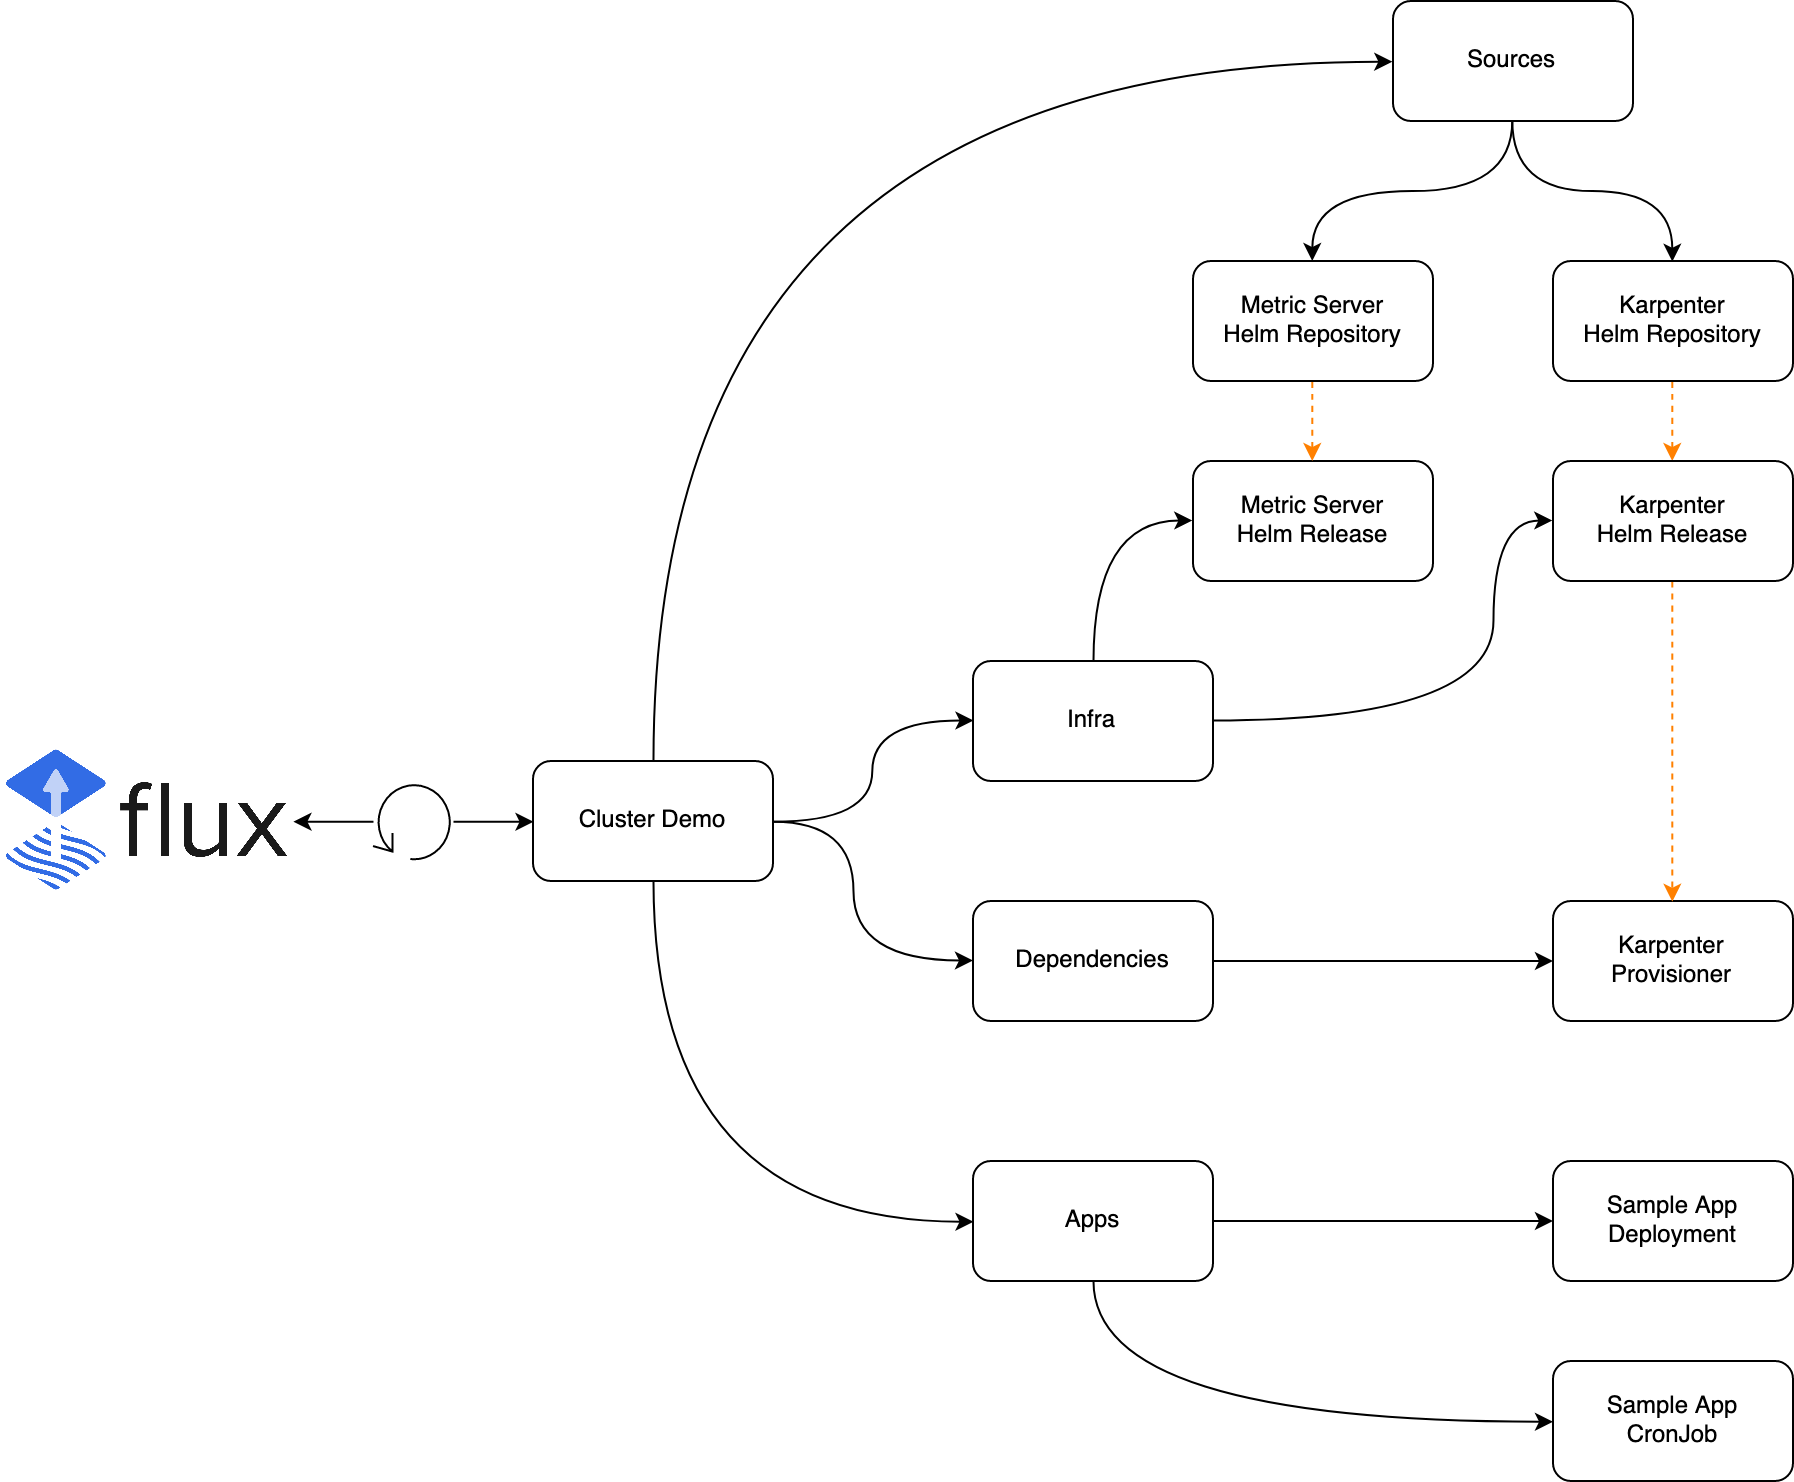 Sources
Metric Server
Helm Repository
Karpenter
Helm Repository
Metric Server
Helm Release
Karpenter
Helm Release
Infra
flux
Cluster Demo
Dependencies
Karpenter
Provisioner
Apps
Sample App
Deployment
Sample App
CronJob